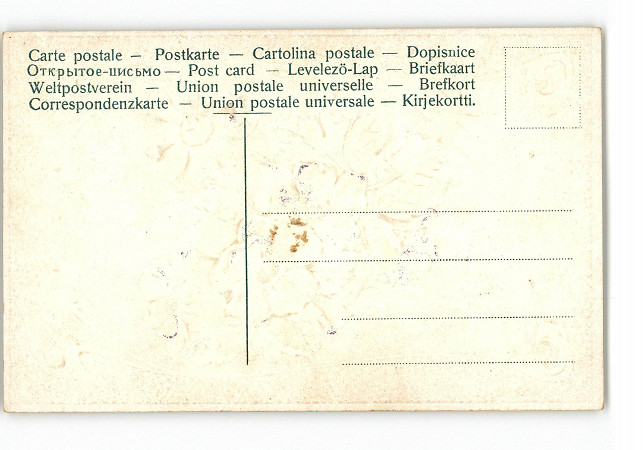 Carte postale – Postkarte — Cartolina postale — Dopisnice
Открытое-письмо — Post card — Levelezö-Lap — Briefkaart
Weltpostverein — Union postale universelle — Brefkort
Correspondenzkarte — Union postale universale — Kirjekortti.